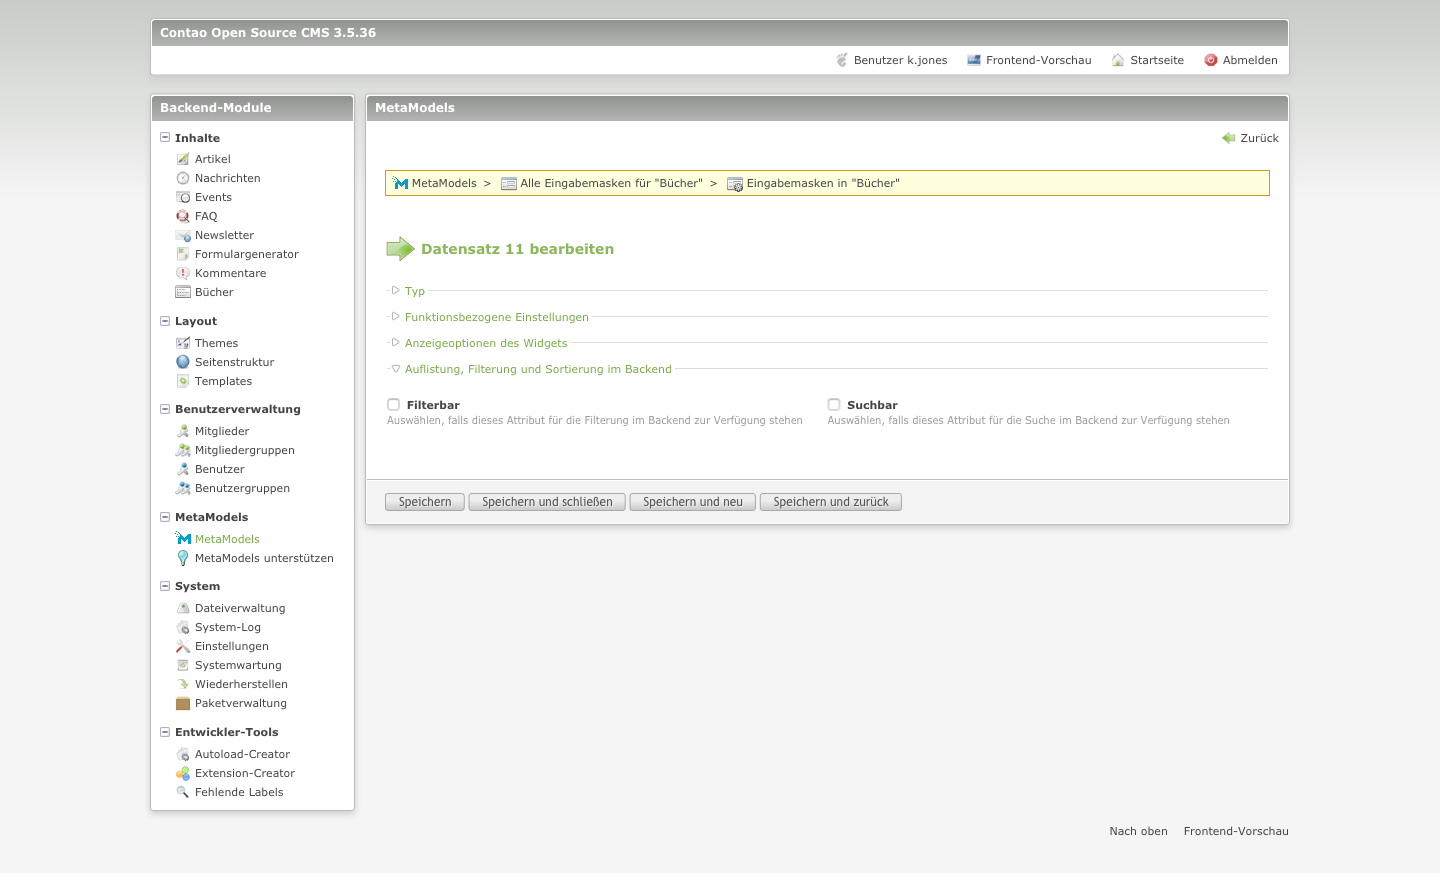 Contao Open Source CMS 3.5.36
Benutzer k.jones Frontend-Vorschau Startseite Abmelden
Backend-Module
Inhalte
Artikel
Nachrichten
Events
FAQ
Newsletter
Formulargenerator
Kommentare
Bücher
Layout
Themes
Seitenstruktur
Templates
Benutzerverwaltung
Mitglieder
Mitgliedergruppen
Benutzer
Benutzergruppen
MetaModels
MetaModels
MetaModels unterstützen
System
Dateiverwaltung
System-Log
Einstellungen
Systemwartung
Wiederherstellen
Paketverwaltung
Entwickler-Tools
Autoload-Creator
Extension-Creator
Fehlende Labels
MetaModels
Zurück
MetaModels > Alle Eingabemasken für "Bücher" > Eingabemasken in "Bücher"
Datensatz 11 bearbeiten
Typ
Funktionsbezogene Einstellungen
Anzeigeoptionen des Widgets
Auflistung, Filterung und Sortierung im Backend
Filterbar
Auswählen, falls dieses Attribut für die Filterung im Backend zur Verfügung stehen
Suchbar
Auswählen, falls dieses Attribut für die Suche im Backend zur Verfügung stehen
Speichern Speichern und schließen Speichern und neu Speichern und zurück
Nach oben Frontend-Vorschau